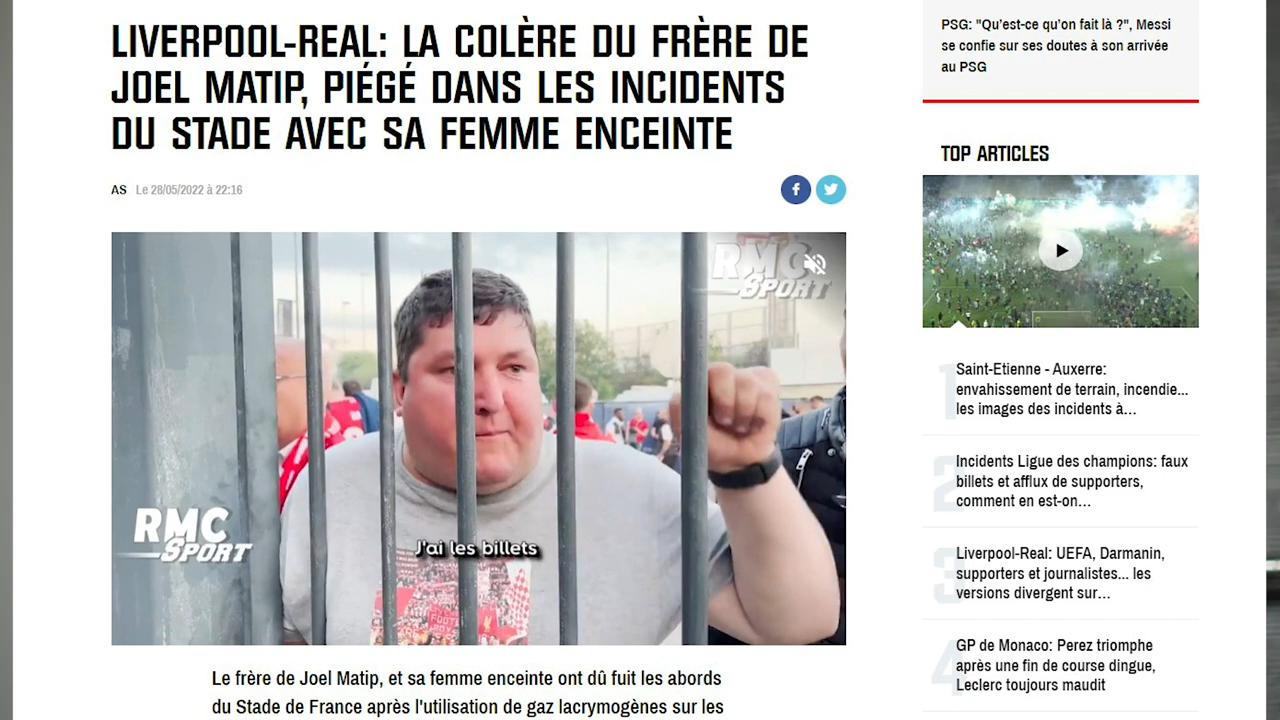 LIVERPOOL-REAL: LA COLÈRE DU FRÈRE DE
JOEL MATIP, PIÉGÉ DANS LES INCIDENTS
DU STADE AVEC SA FEMME ENCEINTE
AS Le 28/05/2022 à 22:16
RMC
SPORT
RMC
SPORT
J'ai les billets
FOOT
Le frère de Joel Matip, et sa femme enceinte ont dû fuit les abords
du Stade de France après l'utilisation de gaz lacrymogènes sur les
PSG: "Qu'est-ce qu'on fait là ?", Messi
se confie sur ses doutes à son arrivée
au PSG
TOP ARTICLES
1
Saint-Etienne - Auxerre:
envahissement de terrain, incendie...
les images des incidents à...
2
Incidents Ligue des champions: faux
billets et afflux de supporters,
comment en est-on...
3
Liverpool-Real: UEFA, Darmanin,
supporters et journalistes... les
versions divergent sur...
4
GP de Monaco: Perez triomphe
après une fin de course dingue,
Leclerc toujours maudit